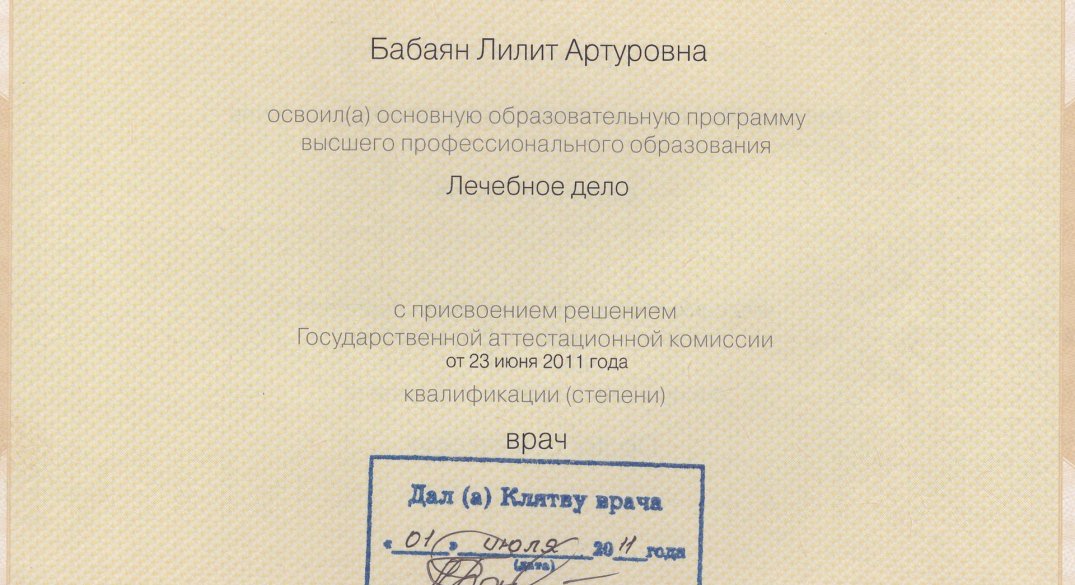 Бабаян Лилит Артуровна
освоил(а) основную образовательную программу
высшего профессионального образования
Лечебное дело
с присвоением решением
Государственной аттестационной комиссии
от 23 июня 2011 года
квалификации (степени)
врач
Дал (а) Клятву врача
« 01 » июля 2011 года
(дата)